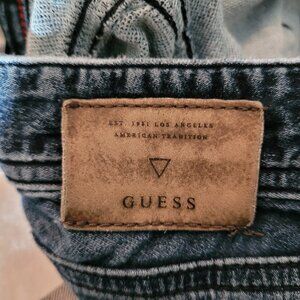 EST. 1981 LOS ANGELES
AMERICAN TRADITION
GUESS